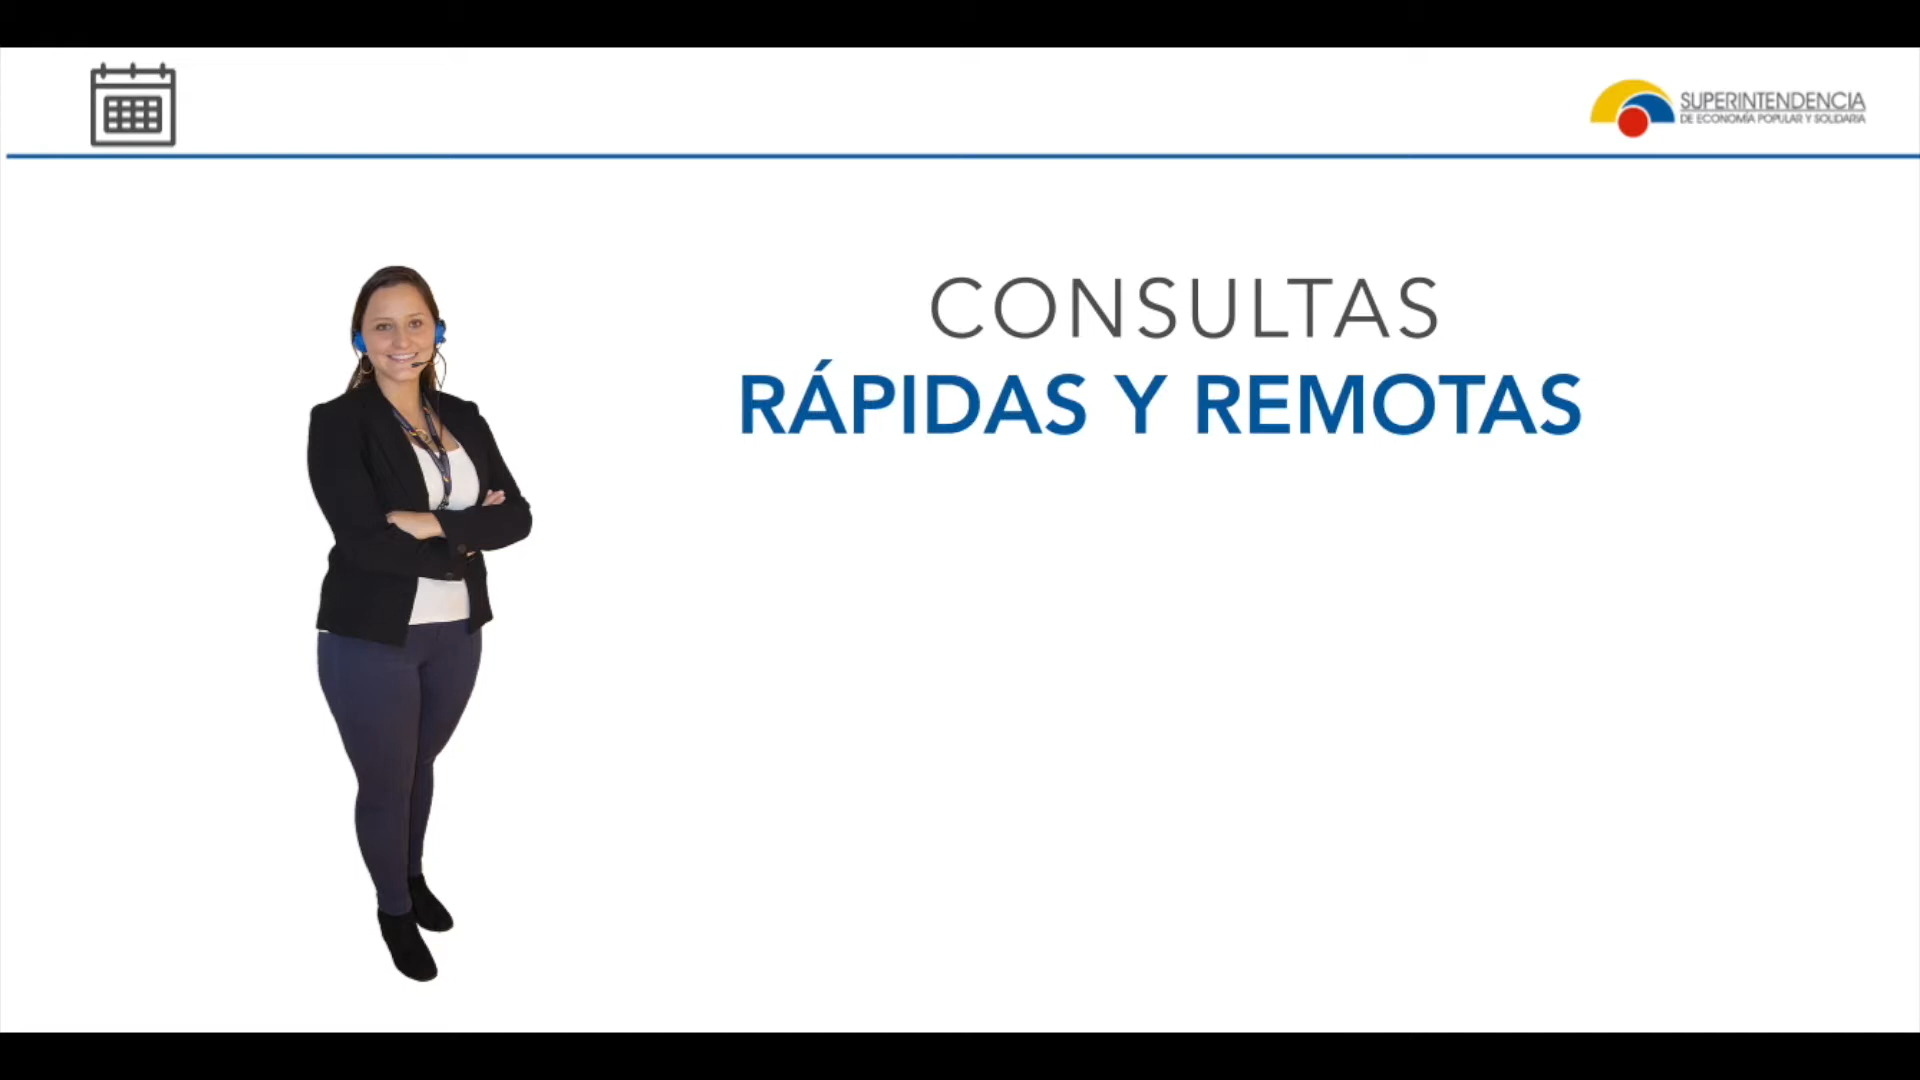 SUPERINTENDENCIA
DE ECONOMÍA POPULAR Y SOLIDARIA
CONSULTAS
RÁPIDAS Y REMOTAS